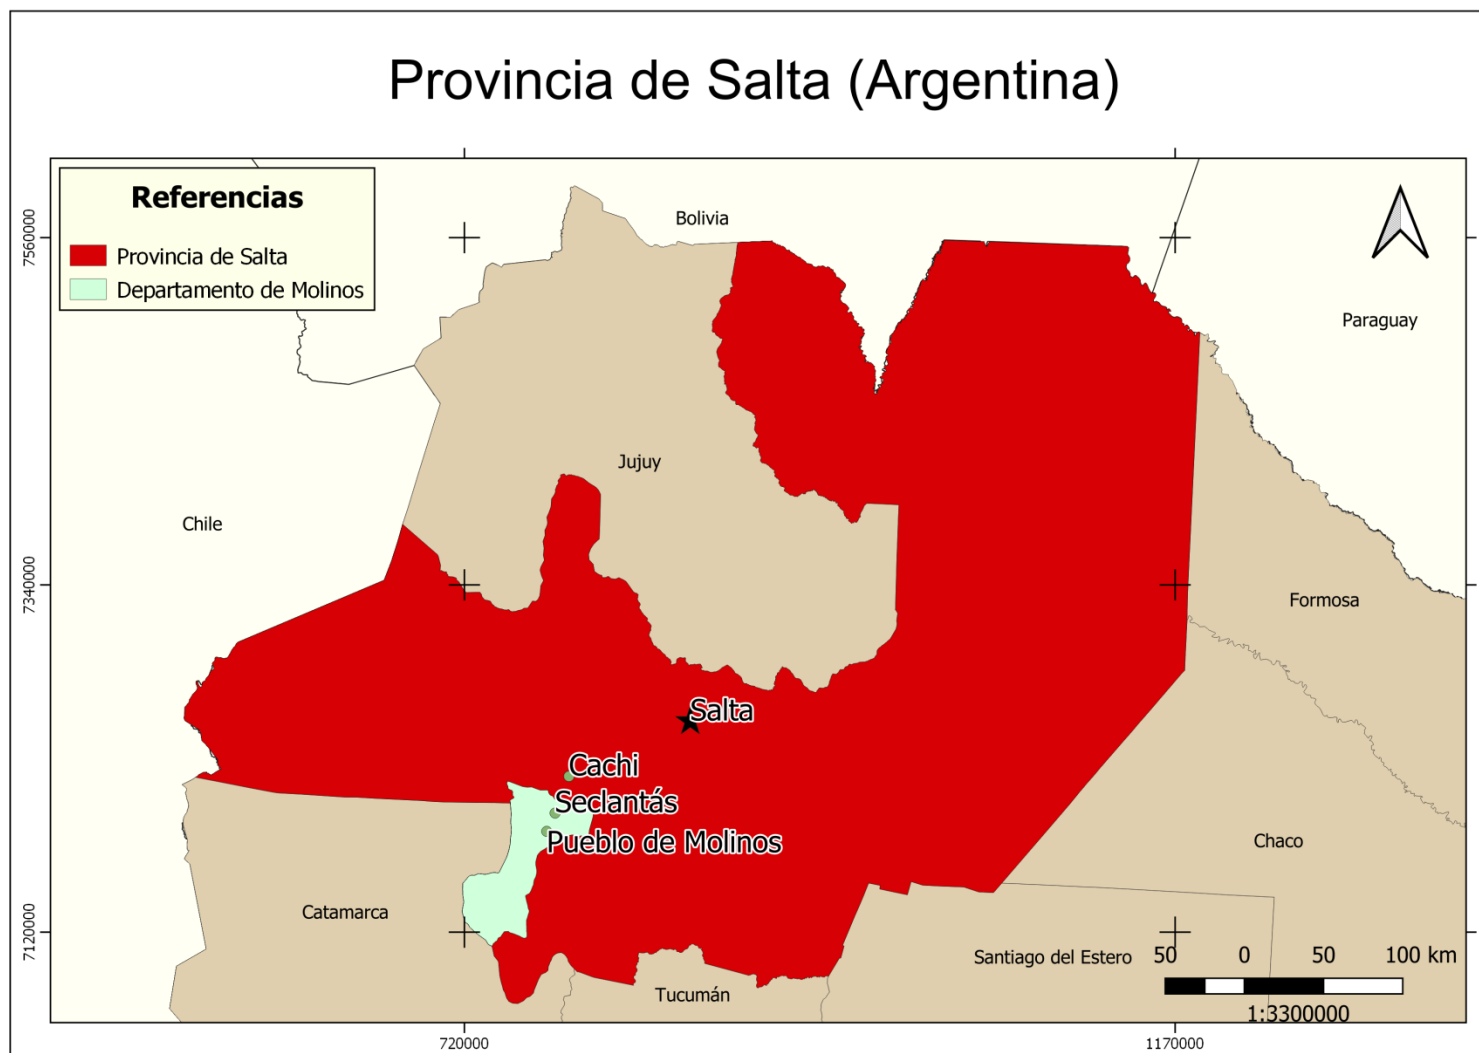 Provincia de Salta (Argentina)
Referencias
Provincia de Salta
Departamento de Molinos
Bolivia
Paraguay
Jujuy
Chile
Formosa
Salta
Cachi
Seclantás
Pueblo de Molinos
Chaco
Catamarca
Santiago del Estero
Tucumán
50 0 50 100 km
1:3300000
7560000
7340000
7120000
720000
1170000